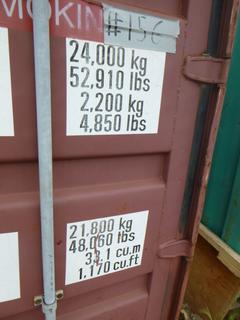 MOKIN
#156
24,000 kg
52,910 lbs
2,200 kg
4,850 lbs
21,800 kg
48,060 lbs
33.1 cu.m
1,170 cu.ft